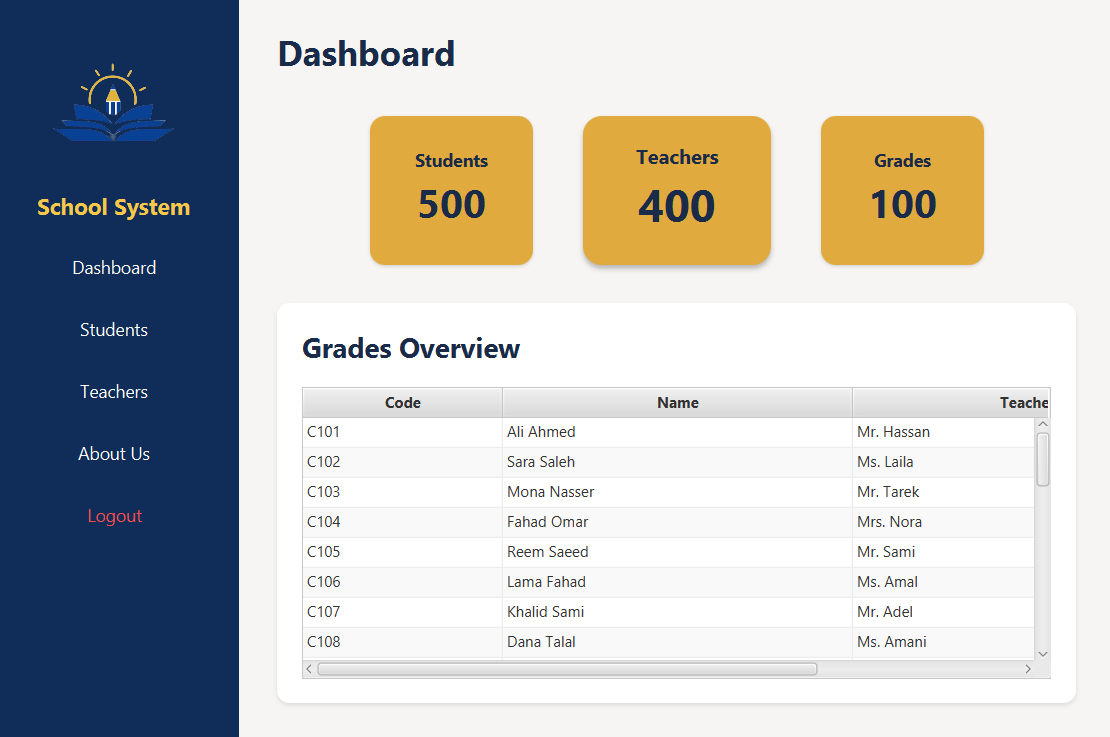 School System
Dashboard
Students
Teachers
About Us
Logout
Dashboard
Students
500
Teachers
400
Grades
100
Grades Overview
Code Name Teache
C101 Ali Ahmed Mr. Hassan
C102 Sara Saleh Ms. Laila
C103 Mona Nasser Mr. Tarek
C104 Fahad Omar Mrs. Nora
C105 Reem Saeed Mr. Sami
C106 Lama Fahad Ms. Amal
C107 Khalid Sami Mr. Adel
C108 Dana Talal Ms. Amani